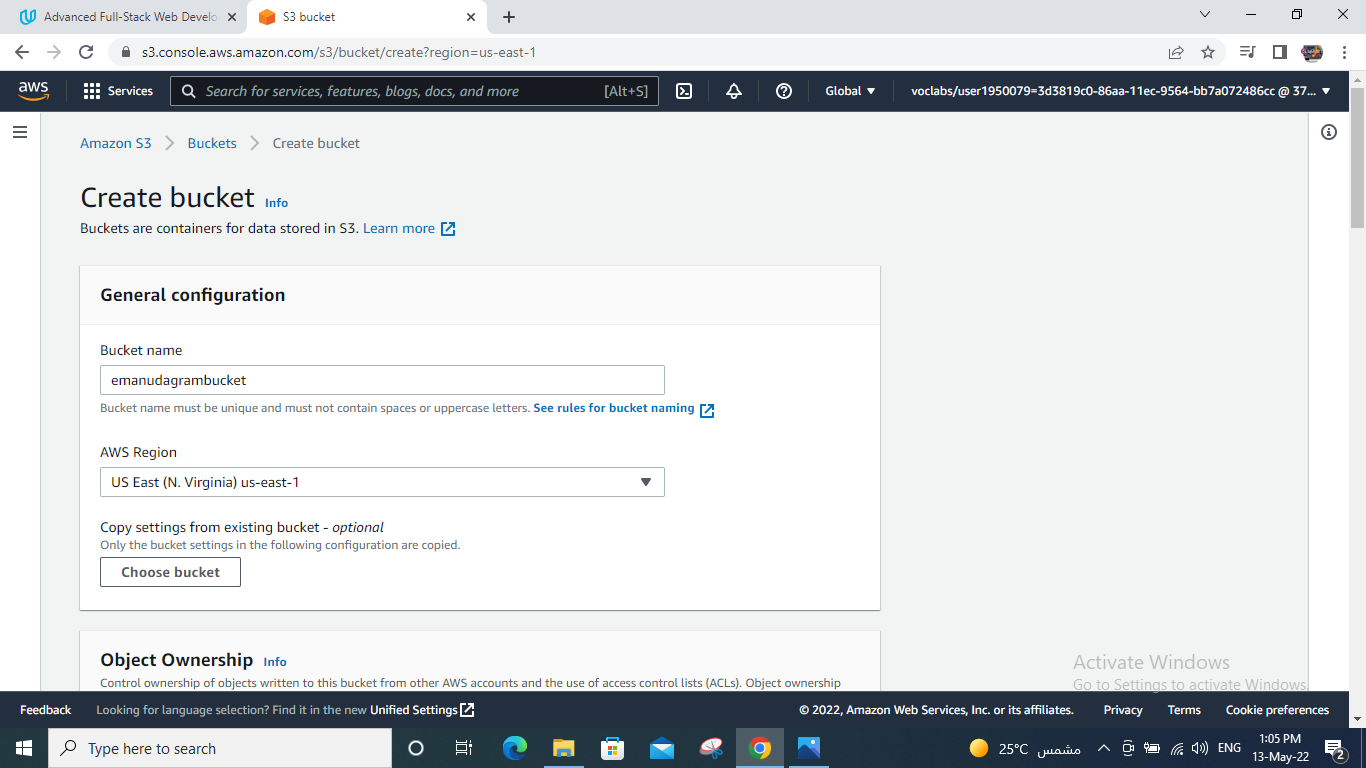 Advanced Full-Stack Web Develo
S3 bucket
s3.console.aws.amazon.com/s3/bucket/create?region=us-east-1
aws
Services
Search for services, features, blogs, docs, and more
[Alt+S]
Global
voclabs/user1950079=3d3819c0-86aa-11ec-9564-bb7a072486cc @ 37...
Amazon S3
Buckets
Create bucket
Create bucket Info
Buckets are containers for data stored in S3. Learn more
General configuration
Bucket name
emanudagrambucket
Bucket name must be unique and must not contain spaces or uppercase letters. See rules for bucket naming
AWS Region
US East (N. Virginia) us-east-1
Copy settings from existing bucket - optional
Only the bucket settings in the following configuration are copied.
Choose bucket
Object Ownership Info
Control ownership of objects written to this bucket from other AWS accounts and the use of access control lists (ACLs). Object ownership
Activate Windows
Go to Settings to activate Windows.
Feedback
Looking for language selection? Find it in the new Unified Settings
© 2022, Amazon Web Services, Inc. or its affiliates.
Privacy
Terms
Cookie preferences
Type here to search
25°C مشمس
ENG
1:05 PM
13-May-22
2